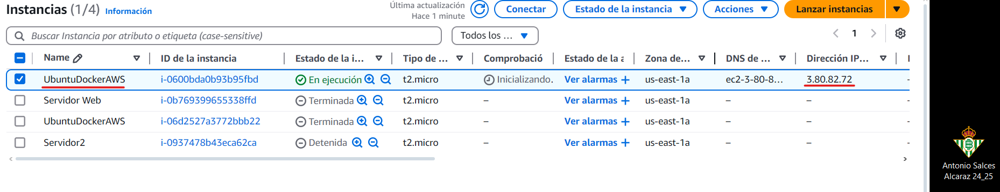 Instancias (1/4) Información
Última actualización
Hace 1 minute
Conectar
Estado de la instancia
Acciones
Lanzar instancias
Buscar Instancia por atributo o etiqueta (case-sensitive)
Todos los ...
1
Name ID de la instancia Estado de la i... Tipo de ... Comprobació Estado de la a Zona de... DNS de ... Dirección IP...
UbuntuDockerAWS i-0600bda0b93b95fbd En ejecución t2.micro Inicializando. Ver alarmas + us-east-1a ec2-3-80-8... 3.80.82.72 –
Servidor Web i-0b769399655338ffd Terminada t2.micro – Ver alarmas + us-east-1a – – –
UbuntuDockerAWS i-06d2527a3772bbb22 Terminada t2.micro – Ver alarmas + us-east-1a – – –
Servidor2 i-0937478b43eca62ca Detenida t2.micro – Ver alarmas + us-east-1a – – –
Antonio Salces
Alcaraz 24_25